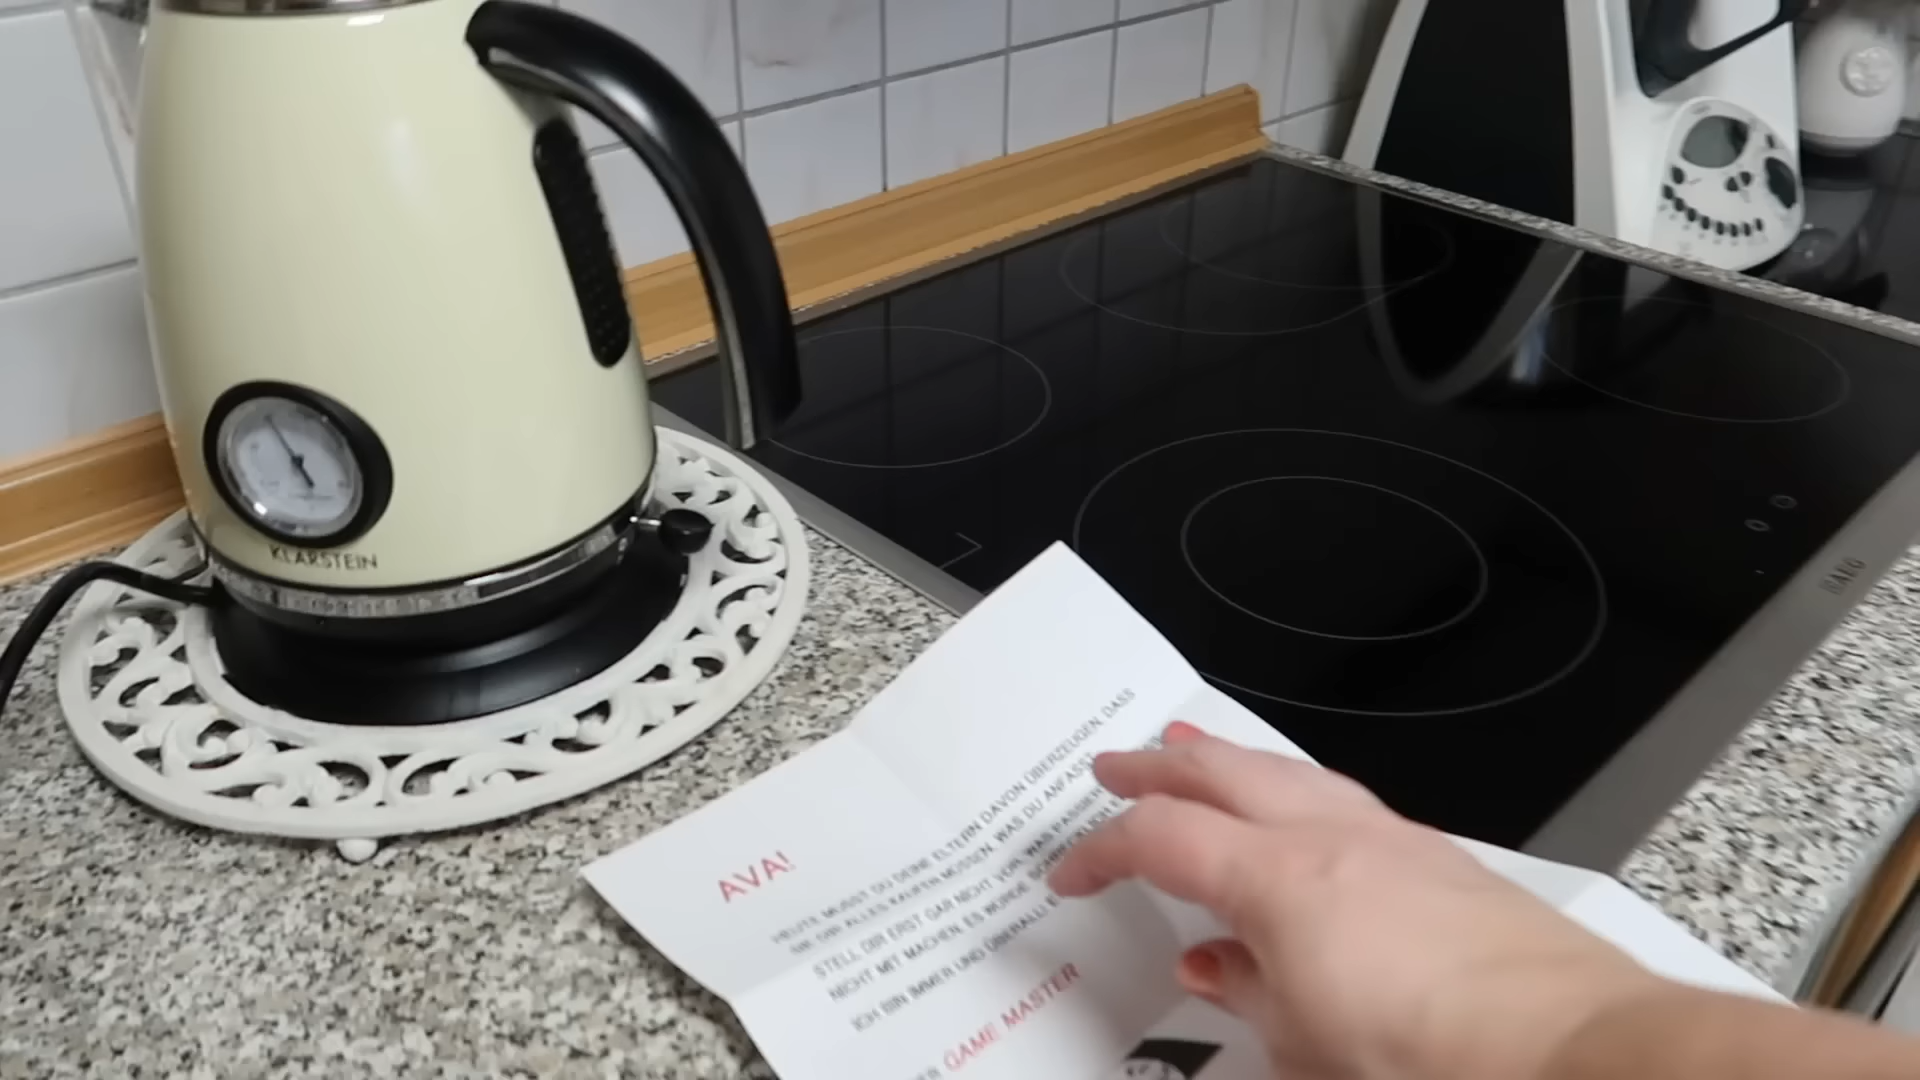 KLARSTEIN
AVA!
HEUTE MUSST DU DEINE ELTERN DAVON ÜBERZEUGEN, DASS
SIE DIR ALLES KAUFEN MÜSSEN, WAS DU ANFASST
STELL DIR ERST GAR NICHT VOR, WAS PASSIERT
NICHT MIT MACHEN. ES WÜRDE
ICH BIN IMMER UND ÜBERALL!
GAME MASTER